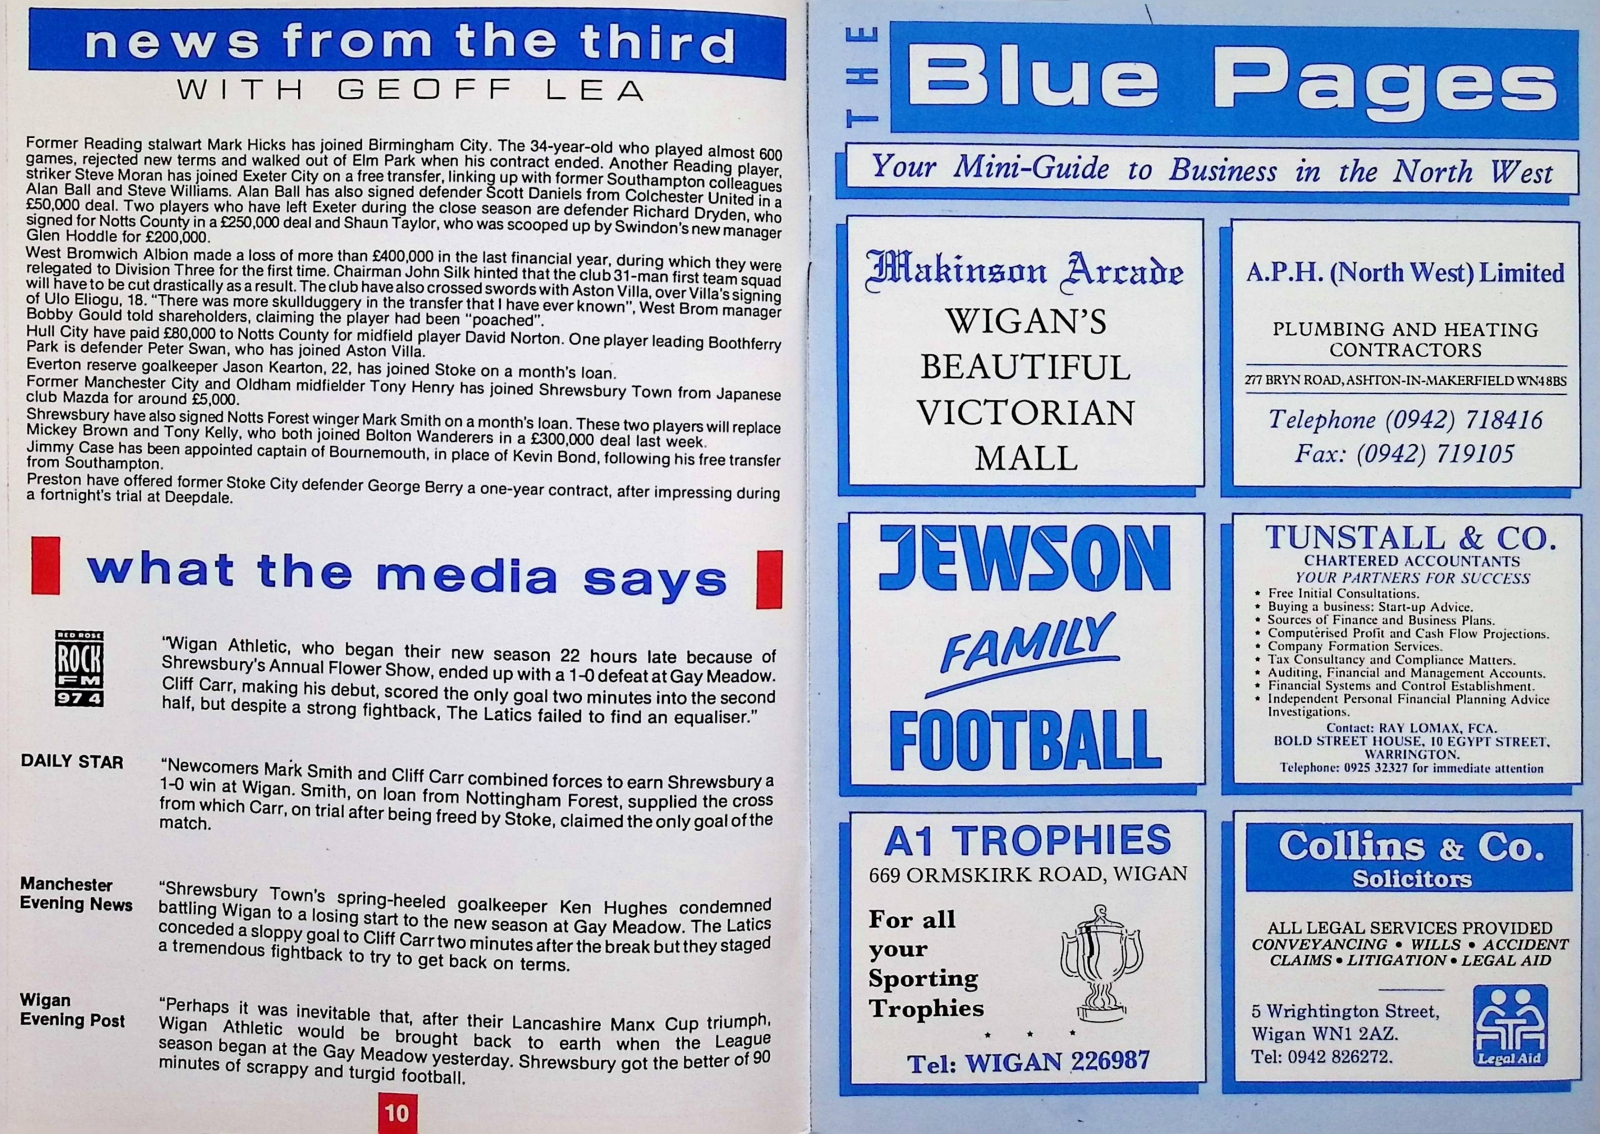 news from the third
WITH GEOFF LEA
Former Reading stalwart Mark Hicks has joined Birmingham City. The 34-year-old who played almost 600
games, rejected new terms and walked out of Elm Park when his contract ended. Another Reading player,
striker Steve Moran has joined Exeter City on a free transfer, linking up with former Southampton colleagues
Alan Ball and Steve Williams. Alan Ball has also signed defender Scott Daniels from Colchester United in a
£50,000 deal. Two players who have left Exeter during the close season are defender Richard Dryden, who
signed for Notts County in a £250,000 deal and Shaun Taylor, who was scooped up by Swindon's new manager
Glen Hoddle for £200,000.
West Bromwich Albion made a loss of more than £400,000 in the last financial year, during which they were
relegated to Division Three for the first time. Chairman John Silk hinted that the club 31-man first team squad
will have to be cut drastically as a result. The club have also crossed swords with Aston Villa, over Villa's signing
of Ulo Eliogu, 18. "There was more skullduggery in the transfer that I have ever known", West Brom manager
Bobby Gould told shareholders, claiming the player had been "poached".
Hull City have paid £80,000 to Notts County for midfield player David Norton. One player leading Boothferry
Park is defender Peter Swan, who has joined Aston Villa.
Everton reserve goalkeeper Jason Kearton, 22, has joined Stoke on a month's loan.
Former Manchester City and Oldham midfielder Tony Henry has joined Shrewsbury Town from Japanese
club Mazda for around £5,000.
Shrewsbury have also signed Notts Forest winger Mark Smith on a month's loan. These two players will replace
Mickey Brown and Tony Kelly, who both joined Bolton Wanderers in a £300,000 deal last week.
Jimmy Case has been appointed captain of Bournemouth, in place of Kevin Bond, following his free transfer
from Southampton.
Preston have offered former Stoke City defender George Berry a one-year contract, after impressing during
a fortnight's trial at Deepdale.
what the media says
RED ROSE
ROCK
FM
97 4
"Wigan Athletic, who began their new season 22 hours late because of
Shrewsbury's Annual Flower Show, ended up with a 1-0 defeat at Gay Meadow.
Cliff Carr, making his debut, scored the only goal two minutes into the second
half, but despite a strong fightback, The Latics failed to find an equaliser."
DAILY STAR
"Newcomers Mark Smith and Cliff Carr combined forces to earn Shrewsbury a
1-0 win at Wigan. Smith, on loan from Nottingham Forest, supplied the cross
from which Carr, on trial after being freed by Stoke, claimed the only goal of the
match.
Manchester
Evening News
"Shrewsbury Town's spring-heeled goalkeeper Ken Hughes condemned
battling Wigan to a losing start to the new season at Gay Meadow. The Latics
conceded a sloppy goal to Cliff Carr two minutes after the break but they staged
a tremendous fightback to try to get back on terms.
Wigan
Evening Post
"Perhaps it was inevitable that, after their Lancashire Manx Cup triumph,
Wigan Athletic would be brought back to earth when the League
season began at the Gay Meadow yesterday. Shrewsbury got the better of 90
minutes of scrappy and turgid football.
10
THE
Blue Pages
Your Mini-Guide to Business in the North West
Makinson Arcade
WIGAN'S
BEAUTIFUL
VICTORIAN
MALL
A.P.H. (North West) Limited
PLUMBING AND HEATING
CONTRACTORS
277 BRYN ROAD, ASHTON-IN-MAKERFIELD WN4 8BS
Telephone (0942) 718416
Fax: (0942) 719105
JEWSON
FAMILY
FOOTBALL
TUNSTALL & CO.
CHARTERED ACCOUNTANTS
YOUR PARTNERS FOR SUCCESS
* Free Initial Consultations.
* Buying a business: Start-up Advice.
* Sources of Finance and Business Plans.
* Computerised Profit and Cash Flow Projections.
* Company Formation Services.
* Tax Consultancy and Compliance Matters.
* Auditing, Financial and Management Accounts.
* Financial Systems and Control Establishment.
* Independent Personal Financial Planning Advice
Investigations.
Contact: RAY LOMAX, FCA.
BOLD STREET HOUSE, 10 EGYPT STREET,
WARRINGTON.
Telephone: 0925 32327 for immediate attention
A1 TROPHIES
669 ORMSKIRK ROAD, WIGAN
For all
your
Sporting
Trophies
* * *
Tel: WIGAN 226987
Collins & Co.
Solicitors
ALL LEGAL SERVICES PROVIDED
CONVEYANCING • WILLS • ACCIDENT
CLAIMS • LITIGATION • LEGAL AID
5 Wrightington Street,
Wigan WN1 2AZ.
Tel: 0942 826272.
Legal Aid